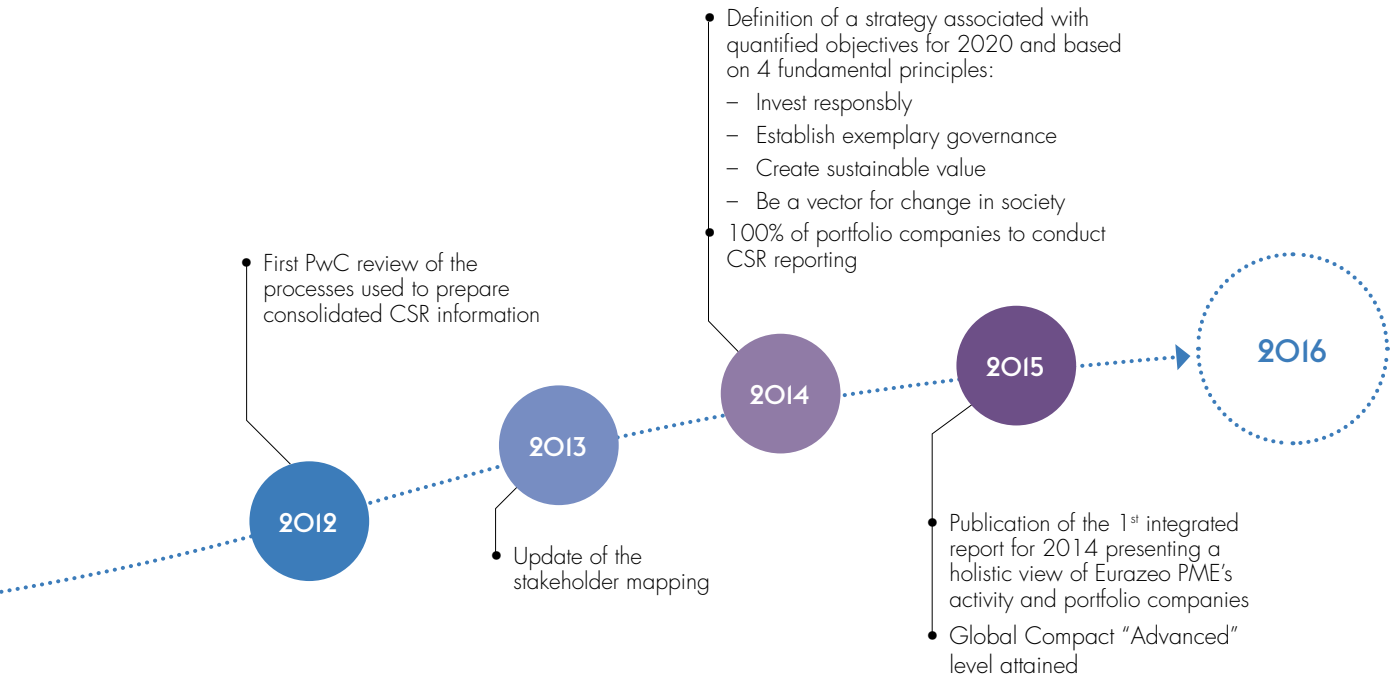 Definition of a strategy associated with
quantified objectives for 2020 and based
on 4 fundamental principles:
– Invest responsbly
– Establish exemplary governance
– Create sustainable value
– Be a vector for change in society
100% of portfolio companies to conduct
CSR reporting
First PwC review of the
processes used to prepare
consolidated CSR information
2012
2013
2014
2015
2016
Update of the
stakeholder mapping
Publication of the 1st integrated
report for 2014 presenting a
holistic view of Eurazeo PME’s
activity and portfolio companies
Global Compact “Advanced”
level attained